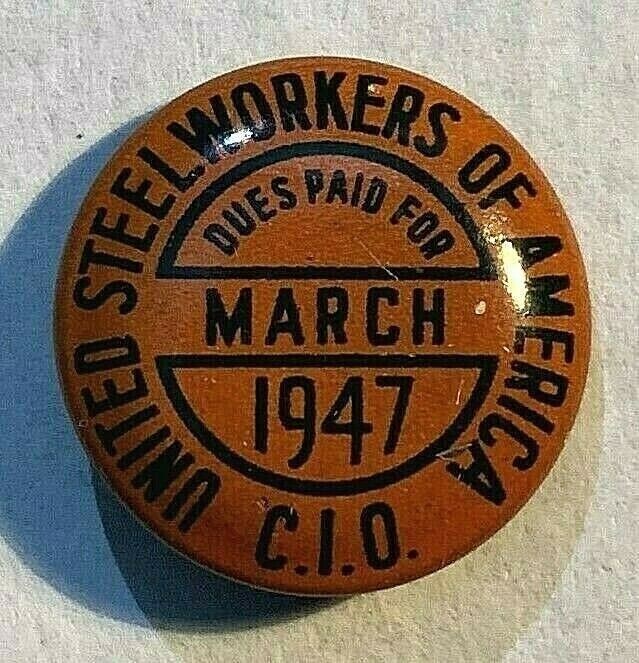 UNITED STEELWORKERS OF AMERICA
DUES PAID FOR
MARCH
1947
C.I.O.